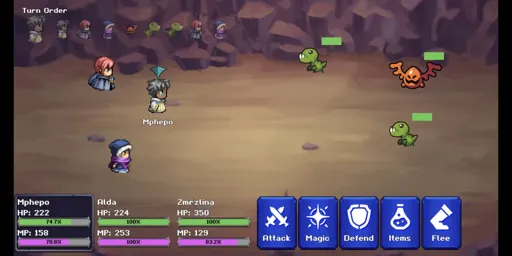 Turn Order
Mphepo
Mphepo Alda Zmrzlina
HP: 222 HP: 224 HP: 350
74.7% 100% 100%
MP: 158 MP: 253 MP: 129
70.8% 100% 83.2%
Attack Magic Defend Items Flee